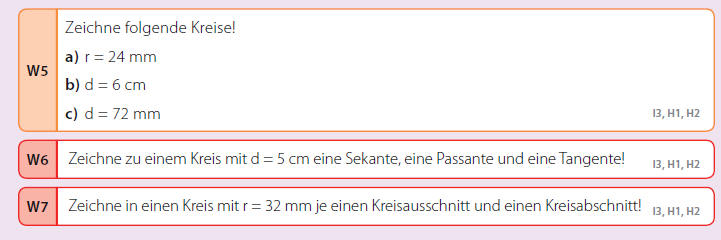 Zeichne folgende Kreise!
W5
a) r = 24 mm
b) d = 6 cm
c) d = 72 mm
I3, H1, H2
W6 Zeichne zu einem Kreis mit d = 5 cm eine Sekante, eine Passante und eine Tangente! I3, H1, H2
W7 Zeichne in einen Kreis mit r = 32 mm je einen Kreisausschnitt und einen Kreisabschnitt! I3, H1, H2